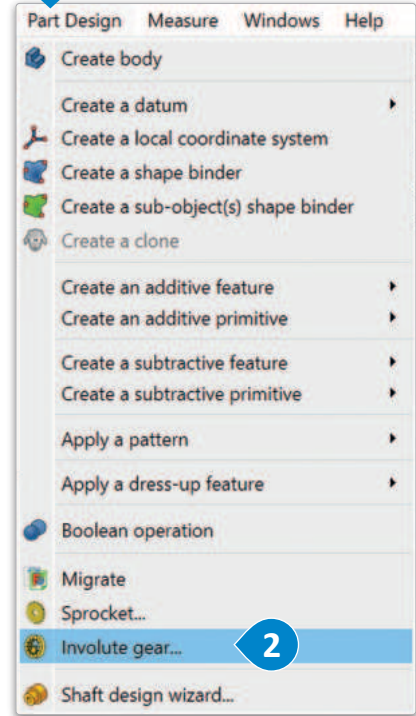 Part Design Measure Windows Help
Create body
Create a datum
Create a local coordinate system
Create a shape binder
Create a sub-object(s) shape binder
Create a clone
Create an additive feature
Create an additive primitive
Create a subtractive feature
Create a subtractive primitive
Apply a pattern
Apply a dress-up feature
Boolean operation
Migrate
Sprocket...
Involute gear... 2
Shaft design wizard...